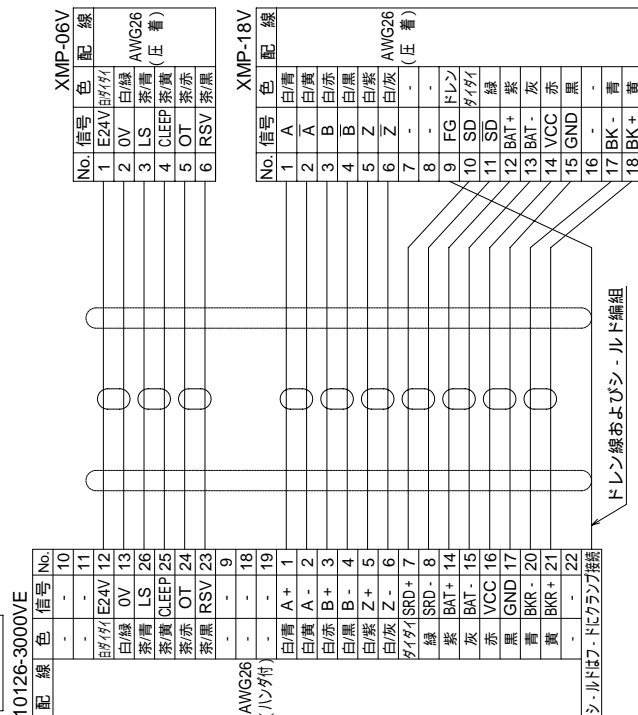 10126-3000VE
配 線 色 信号 No.
- - 10
- - 11
白/ダイダイ E24V 12
白/緑 0V 13
茶/青 LS 26
茶/黄 CLEEP 25
茶/赤 OT 24
茶/黒 RSV 23
- - 9
- - 18
- - 19
白/青 A+ 1
白/黄 A- 2
白/赤 B+ 3
白/黒 B- 4
白/紫 Z+ 5
白/灰 Z- 6
ダイダイ SRD+ 7
緑 SRD- 8
紫 BAT+ 14
灰 BAT- 15
赤 VCC 16
黒 GND 17
青 BKR- 20
黄 BKR+ 21
- - 22
AWG26
(ハンダ付)
シ-ルドはフ-ドにクランプ接続
ドレン線およびシ-ルド編組
XMP-06V
No. 信号 色 配 線
1 E24V 白/ダイダイ
2 0V 白/緑
3 LS 茶/青
4 CLEEP 茶/黄
5 OT 茶/赤
6 RSV 茶/黒
AWG26
(圧 着)
XMP-18V
No. 信号 色 配 線
1 A 白/青
2 A̅ 白/黄
3 B 白/赤
4 B̅ 白/黒
5 Z 白/紫
6 Z̅ 白/灰
7 - -
8 - -
9 FG ドレン
10 SD ダイダイ
11 S̅D̅ 緑
12 BAT+ 紫
13 BAT- 灰
14 VCC 赤
15 GND 黒
16 - -
17 BK- 青
18 BK+ 黄
AWG26
(圧 着)